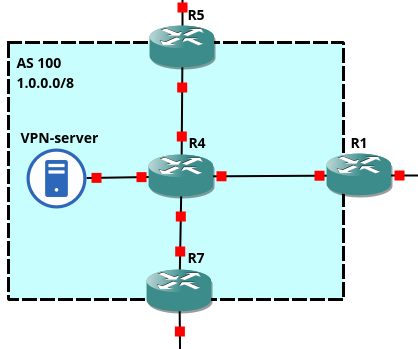 R5
AS 100
1.0.0.0/8
VPN-server
R4
R1
R7